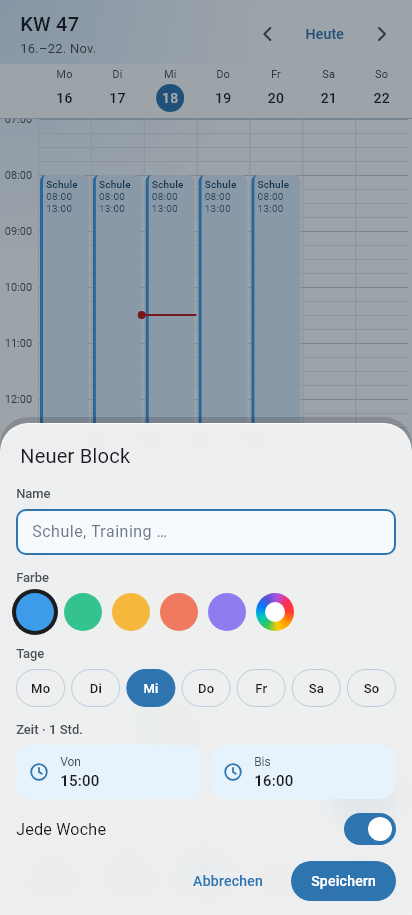 KW 47
16.–22. Nov.
Heute
Mo Di Mi Do Fr Sa So
16 17 18 19 20 21 22
07:00
08:00
Schule Schule Schule Schule Schule
08:00 08:00 08:00 08:00 08:00
13:00 13:00 13:00 13:00 13:00
09:00
10:00
11:00
12:00
Neuer Block
Name
Schule, Training …
Farbe
Tage
Mo Di Mi Do Fr Sa So
Zeit · 1 Std.
Von Bis
15:00 16:00
Jede Woche
Abbrechen Speichern